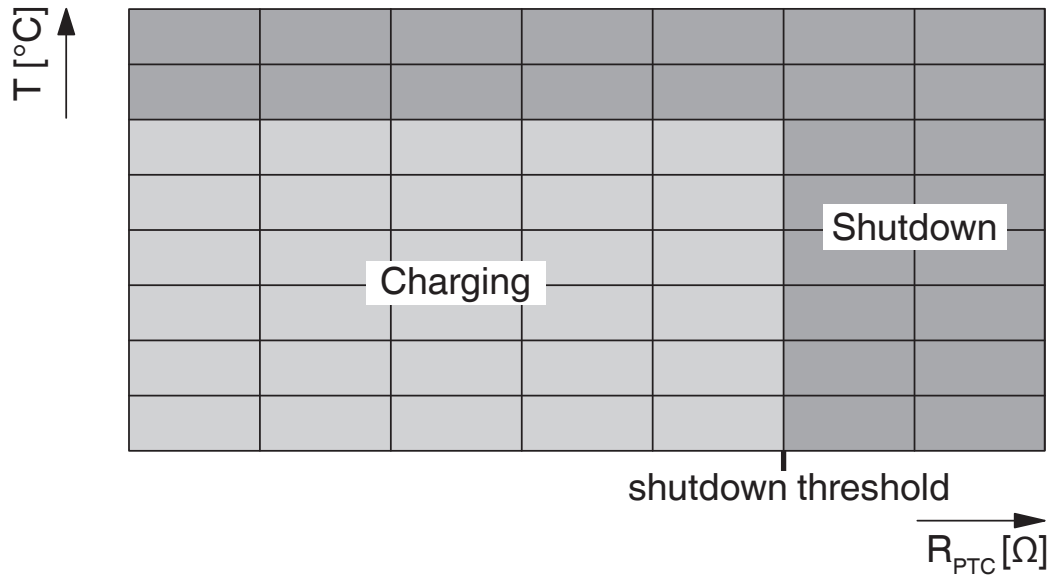 T [°C]
Shutdown
Charging
shutdown threshold
R_PTC [Ω]